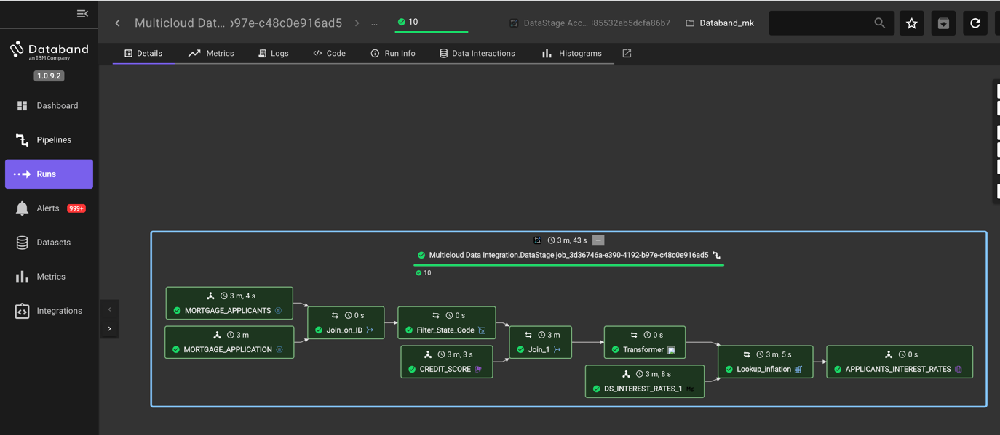 Multicloud Dat... ›97e-c48c0e916ad5
...
10
DataStage Acc... :85532ab5dcfa86b7
Databand_mk
Databand
an IBM Company
1.0.9.2
Details
Metrics
Logs
Code
Run Info
Data Interactions
Histograms
Dashboard
Pipelines
Runs
Alerts 999+
Datasets
Metrics
Integrations
3 m, 43 s
Multicloud Data Integration.DataStage job_3d36746a-e390-4192-b97e-c48c0e916ad5
10
3 m, 4 s
MORTGAGE_APPLICANTS
3 m
MORTGAGE_APPLICATION
0 s
Join_on_ID
0 s
Filter_State_Code
3 m, 3 s
CREDIT_SCORE
3 m
Join_1
0 s
Transformer
3 m, 8 s
DS_INTEREST_RATES_1
3 m, 5 s
Lookup_inflation
0 s
APPLICANTS_INTEREST_RATES